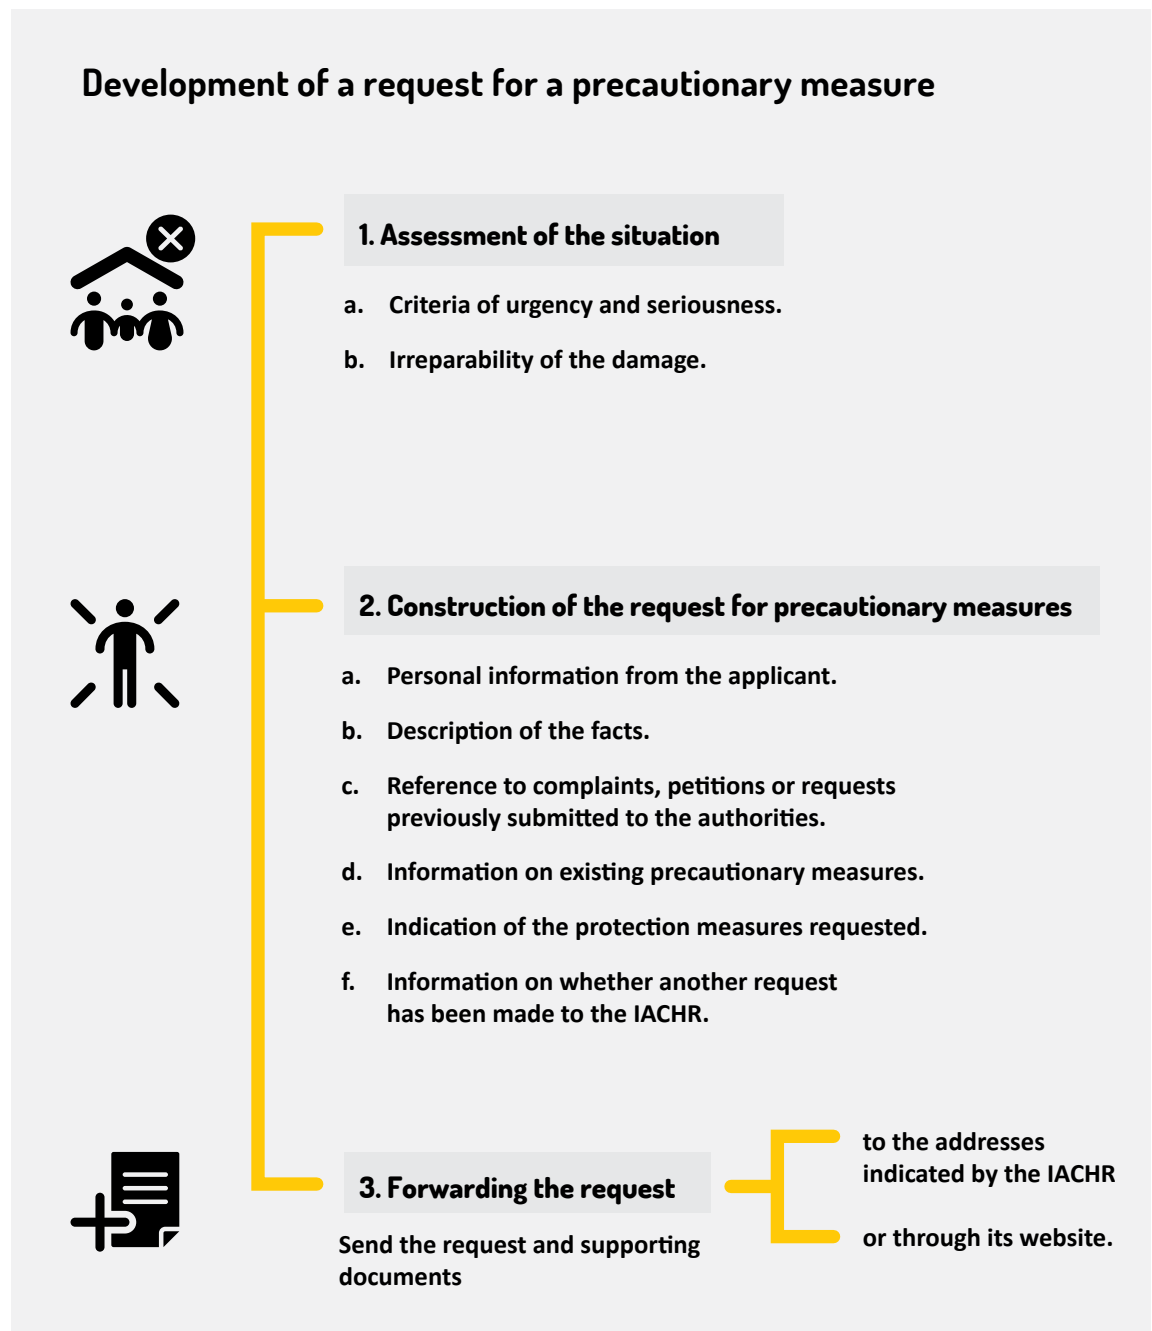 Development of a request for a precautionary measure
1. Assessment of the situation
a. Criteria of urgency and seriousness.
b. Irreparability of the damage.
2. Construction of the request for precautionary measures
a. Personal information from the applicant.
b. Description of the facts.
c. Reference to complaints, petitions or requests
previously submitted to the authorities.
d. Information on existing precautionary measures.
e. Indication of the protection measures requested.
f. Information on whether another request
has been made to the IACHR.
3. Forwarding the request
Send the request and supporting
documents
to the addresses
indicated by the IACHR
or through its website.